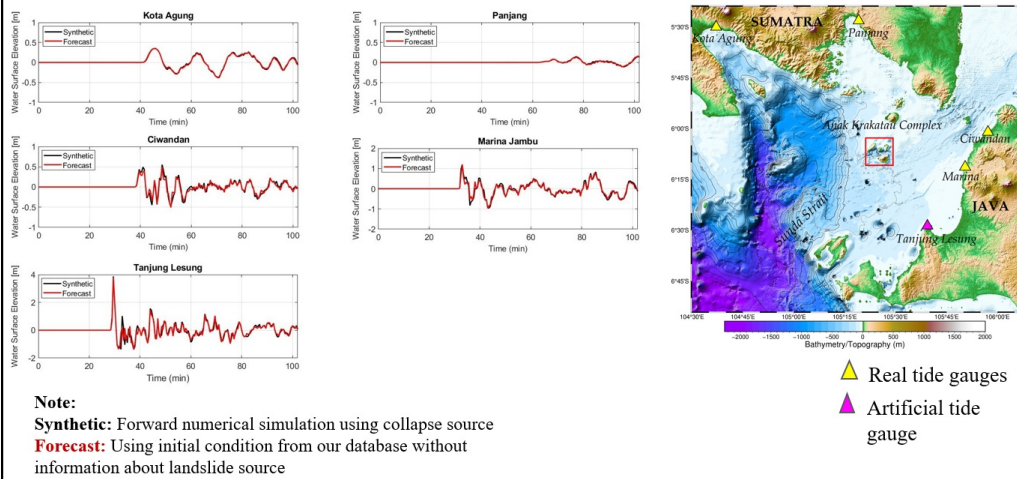 Kota Agung
Water Surface Elevation [m]
1
0.5
0
-0.5
-1
Synthetic
Forecast
0 20 40 60 80 100
Time (min)
Panjang
Water Surface Elevation [m]
1
0.5
0
-0.5
-1
Synthetic
Forecast
0 20 40 60 80 100
Time (min)
Ciwandan
Water Surface Elevation [m]
1
0.5
0
-0.5
-1
Synthetic
Forecast
0 20 40 60 80 100
Time (min)
Marina Jambu
Water Surface Elevation [m]
2
1
0
-1
-2
Synthetic
Forecast
0 20 40 60 80 100
Time (min)
Tanjung Lesung
Water Surface Elevation [m]
4
2
0
-2
Synthetic
Forecast
0 20 40 60 80 100
Time (min)
Note:
Synthetic: Forward numerical simulation using collapse source
Forecast: Using initial condition from our database without
information about landslide source
5°30'S
5°45'S
6°00'S
6°15'S
6°30'S
6°45'S
SUMATRA
Kota Agung
Panjang
Anak Krakatau Complex
Ciwandan
Marina
JAVA
Sunda Strait
Tanjung Lesung
104°30'E 104°45'E 105°00'E 105°15'E 105°30'E 105°45'E 106°00'E
-2000 -1500 -1000 -500 0 500 1000 1500 2000
Bathymetry/Topography (m)
Real tide gauges
Artificial tide
gauge